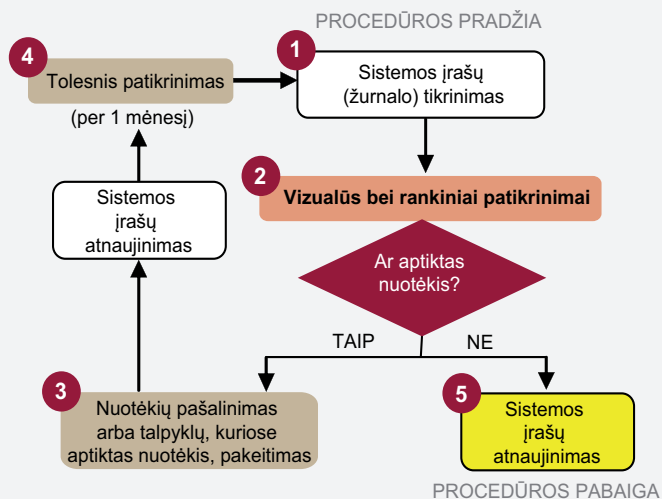 PROCEDŪROS PRADŽIA
1
Sistemos įrašų
(žurnalo) tikrinimas
2
Vizualūs bei rankiniai patikrinimai
Ar aptiktas
nuotėkis?
TAIP
NE
3
Nuotėkių pašalinimas
arba talpyklų, kuriose
aptiktas nuotėkis, pakeitimas
Sistemos
įrašų
atnaujinimas
4
Tolesnis patikrinimas
(per 1 mėnesį)
5
Sistemos
įrašų
atnaujinimas
PROCEDŪROS PABAIGA